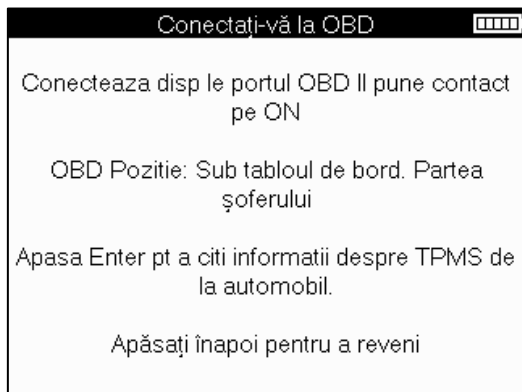 Conectați-vă la OBD
Conecteaza disp le portul OBD II pune contact
pe ON
OBD Pozitie: Sub tabloul de bord. Partea
șoferului
Apasa Enter pt a citi informatii despre TPMS de
la automobil.
Apăsați înapoi pentru a reveni